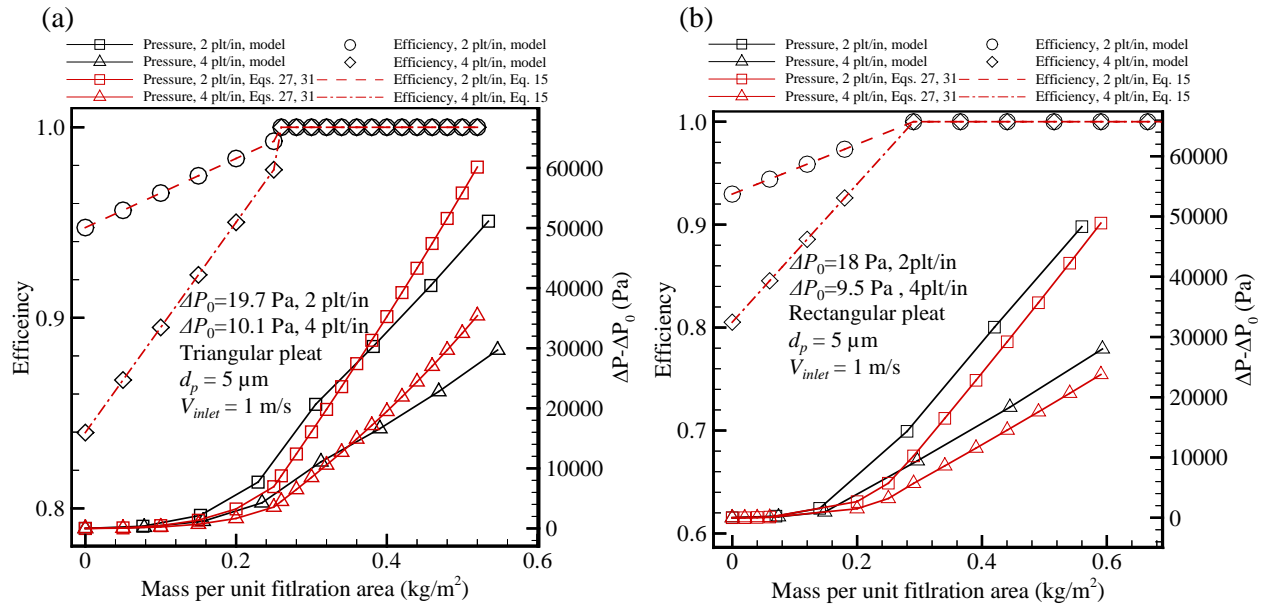 (a)
Pressure, 2 plt/in, model
Pressure, 4 plt/in, model
Pressure, 2 plt/in, Eqs. 27, 31
Pressure, 4 plt/in, Eqs. 27, 31
Efficiency, 2 plt/in, model
Efficiency, 4 plt/in, model
Efficiency, 2 plt/in, Eq. 15
Efficiency, 4 plt/in, Eq. 15
1.0
0.9
0.8
Efficeincy
ΔP₀=19.7 Pa, 2 plt/in
ΔP₀=10.1 Pa, 4 plt/in
Triangular pleat
dₚ = 5 µm
V_inlet = 1 m/s
60000
50000
40000
30000
20000
10000
0
ΔP-ΔP₀ (Pa)
0 0.2 0.4 0.6
Mass per unit fitlration area (kg/m²)
(b)
Pressure, 2 plt/in, model
Pressure, 4 plt/in, model
Pressure, 2 plt/in, Eqs. 27, 31
Pressure, 4 plt/in, Eqs. 27, 31
Efficiency, 2 plt/in, model
Efficiency, 4 plt/in, model
Efficiency, 2 plt/in, Eq. 15
Efficiency, 4 plt/in, Eq. 15
1.0
0.9
0.8
0.7
0.6
Efficiency
ΔP₀=18 Pa, 2plt/in
ΔP₀=9.5 Pa , 4plt/in
Rectangular pleat
dₚ = 5 µm
V_inlet = 1 m/s
60000
50000
40000
30000
20000
10000
0
ΔP-ΔP₀ (Pa)
0 0.2 0.4 0.6
Mass per unit fitlration area (kg/m²)